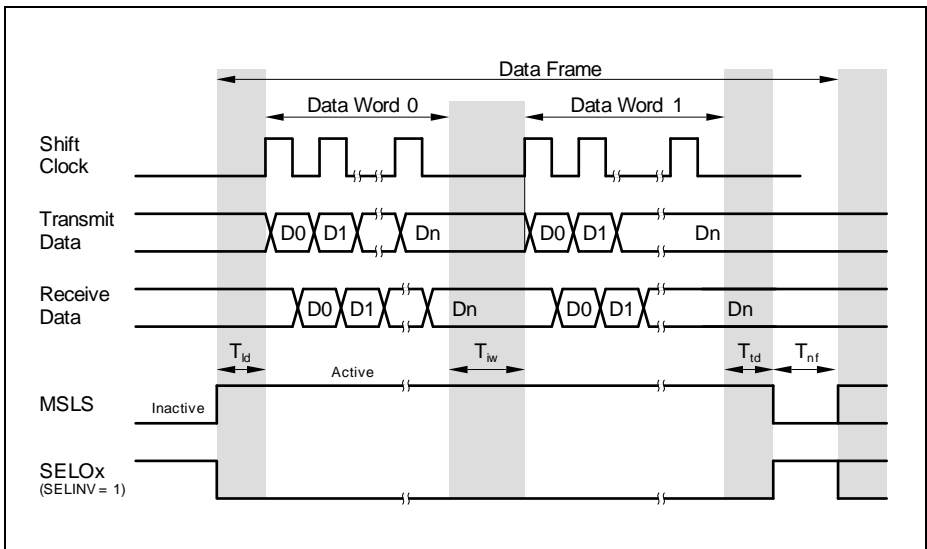 Data Frame
Data Word 0
Data Word 1
Shift
Clock
Transmit
Data
D0
D1
Dn
D0
D1
Dn
Receive
Data
D0
D1
Dn
D0
D1
Dn
Tld
Tiw
Ttd
Tnf
Active
MSLS
Inactive
SELOx
(SELINV = 1)